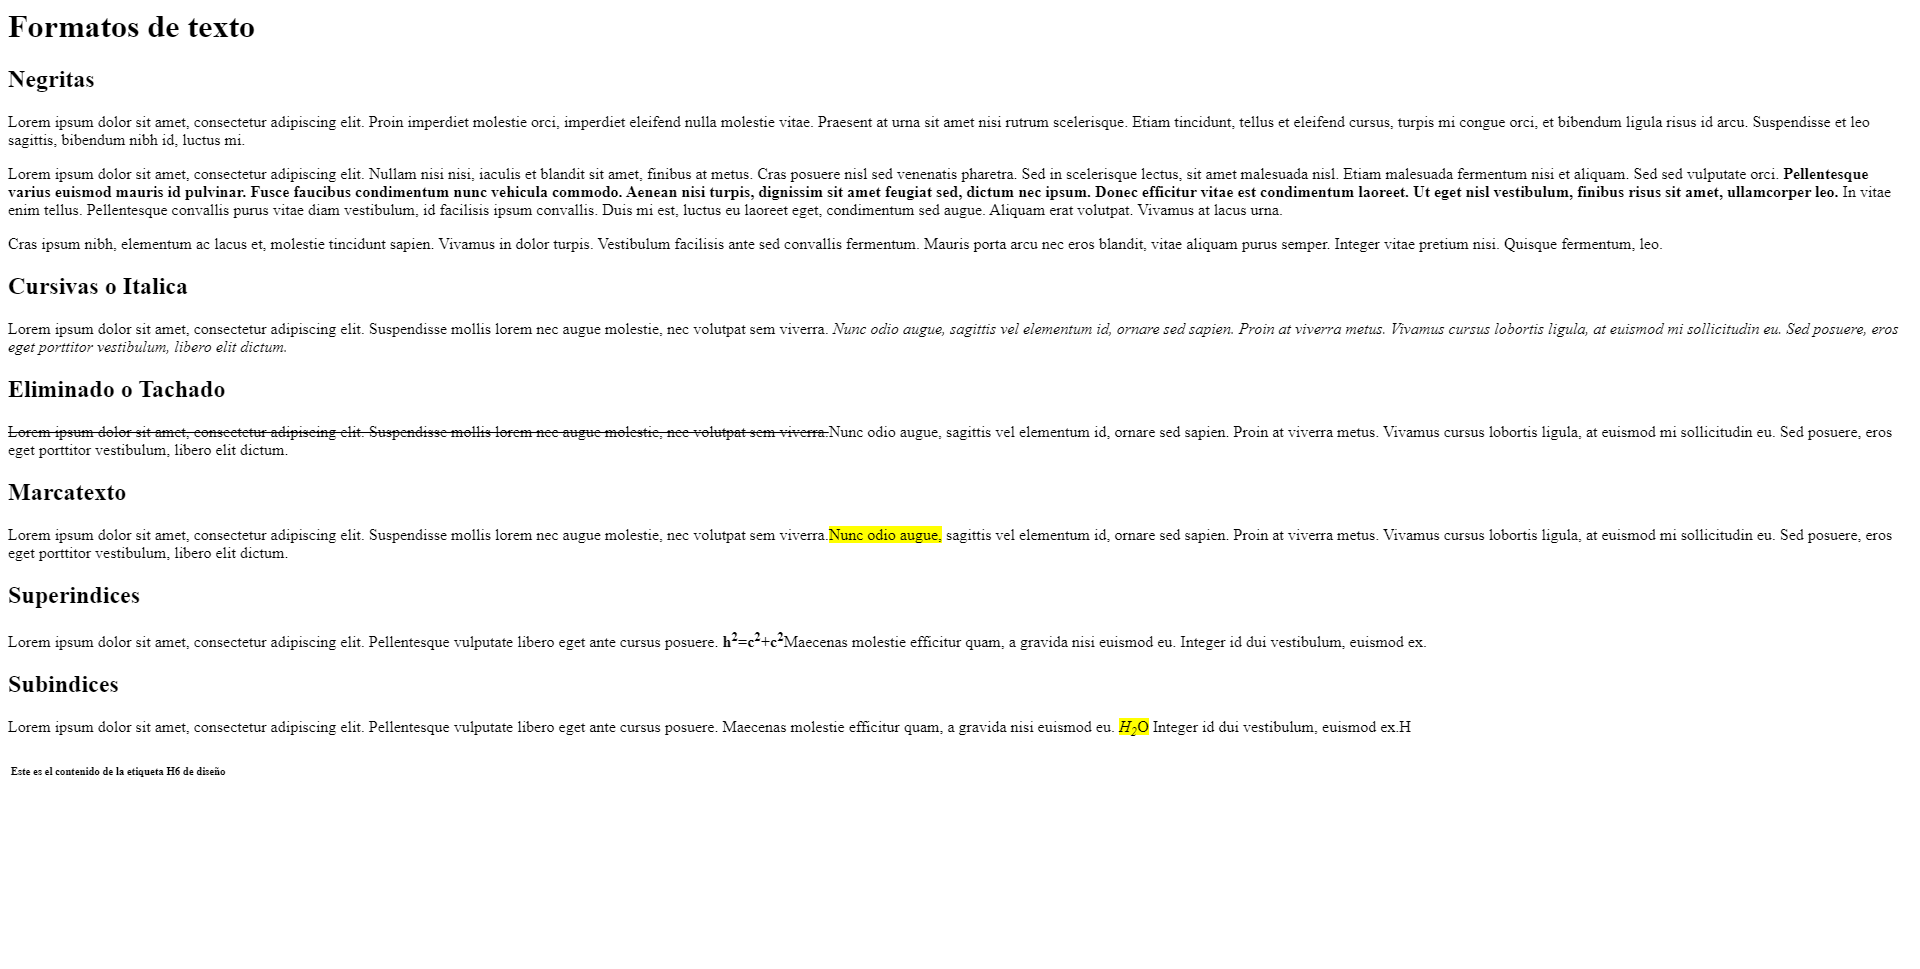 Formatos de texto
Negritas
Lorem ipsum dolor sit amet, consectetur adipiscing elit. Proin imperdiet molestie orci, imperdiet eleifend nulla molestie vitae. Praesent at urna sit amet nisi rutrum scelerisque. Etiam tincidunt, tellus et eleifend cursus, turpis mi congue orci, et bibendum ligula risus id arcu. Suspendisse et leo
sagittis, bibendum nibh id, luctus mi.
Lorem ipsum dolor sit amet, consectetur adipiscing elit. Nullam nisi nisi, iaculis et blandit sit amet, finibus at metus. Cras posuere nisl sed venenatis pharetra. Sed in scelerisque lectus, sit amet malesuada nisl. Etiam malesuada fermentum nisi et aliquam. Sed sed vulputate orci. Pellentesque
varius euismod mauris id pulvinar. Fusce faucibus condimentum nunc vehicula commodo. Aenean nisi turpis, dignissim sit amet feugiat sed, dictum nec ipsum. Donec efficitur vitae est condimentum laoreet. Ut eget nisl vestibulum, finibus risus sit amet, ullamcorper leo. In vitae
enim tellus. Pellentesque convallis purus vitae diam vestibulum, id facilisis ipsum convallis. Duis mi est, luctus eu laoreet eget, condimentum sed augue. Aliquam erat volutpat. Vivamus at lacus urna.
Cras ipsum nibh, elementum ac lacus et, molestie tincidunt sapien. Vivamus in dolor turpis. Vestibulum facilisis ante sed convallis fermentum. Mauris porta arcu nec eros blandit, vitae aliquam purus semper. Integer vitae pretium nisi. Quisque fermentum, leo.
Cursivas o Italica
Lorem ipsum dolor sit amet, consectetur adipiscing elit. Suspendisse mollis lorem nec augue molestie, nec volutpat sem viverra. Nunc odio augue, sagittis vel elementum id, ornare sed sapien. Proin at viverra metus. Vivamus cursus lobortis ligula, at euismod mi sollicitudin eu. Sed posuere, eros
eget porttitor vestibulum, libero elit dictum.
Eliminado o Tachado
Lorem ipsum dolor sit amet, consectetur adipiscing elit. Suspendisse mollis lorem nec augue molestie, nec volutpat sem viverra. Nunc odio augue, sagittis vel elementum id, ornare sed sapien. Proin at viverra metus. Vivamus cursus lobortis ligula, at euismod mi sollicitudin eu. Sed posuere, eros
eget porttitor vestibulum, libero elit dictum.
Marcatexto
Lorem ipsum dolor sit amet, consectetur adipiscing elit. Suspendisse mollis lorem nec augue molestie, nec volutpat sem viverra.Nunc odio augue, sagittis vel elementum id, ornare sed sapien. Proin at viverra metus. Vivamus cursus lobortis ligula, at euismod mi sollicitudin eu. Sed posuere, eros
eget porttitor vestibulum, libero elit dictum.
Superindices
Lorem ipsum dolor sit amet, consectetur adipiscing elit. Pellentesque vulputate libero eget ante cursus posuere. h²=c²+c²Maecenas molestie efficitur quam, a gravida nisi euismod eu. Integer id dui vestibulum, euismod ex.
Subindices
Lorem ipsum dolor sit amet, consectetur adipiscing elit. Pellentesque vulputate libero eget ante cursus posuere. Maecenas molestie efficitur quam, a gravida nisi euismod eu. H₂O Integer id dui vestibulum, euismod ex.H
Este es el contenido de la etiqueta H6 de diseño